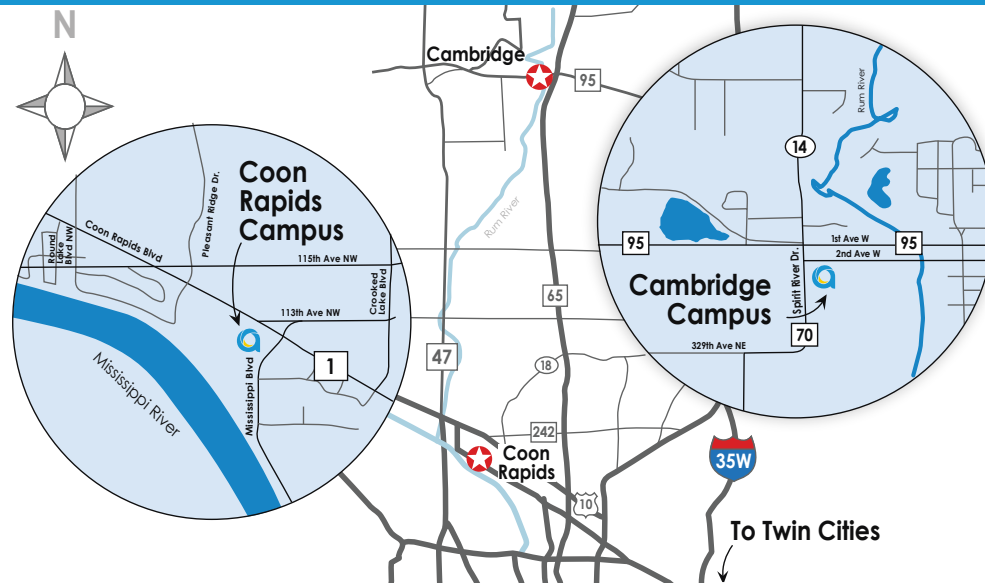 N
Cambridge
95
Rum River
65
47
18
242
Coon
Rapids
10
35W
To Twin Cities
Coon
Rapids
Campus
Pleasant Ridge Dr.
Coon Rapids Blvd
Round
Lake
Blvd NW
115th Ave NW
Crooked
Lake Blvd
113th Ave NW
1
Mississippi Blvd
Mississippi River
Rum River
14
95
1st Ave W
95
2nd Ave W
Cambridge
Campus
Spirit River Dr.
70
329th Ave NE